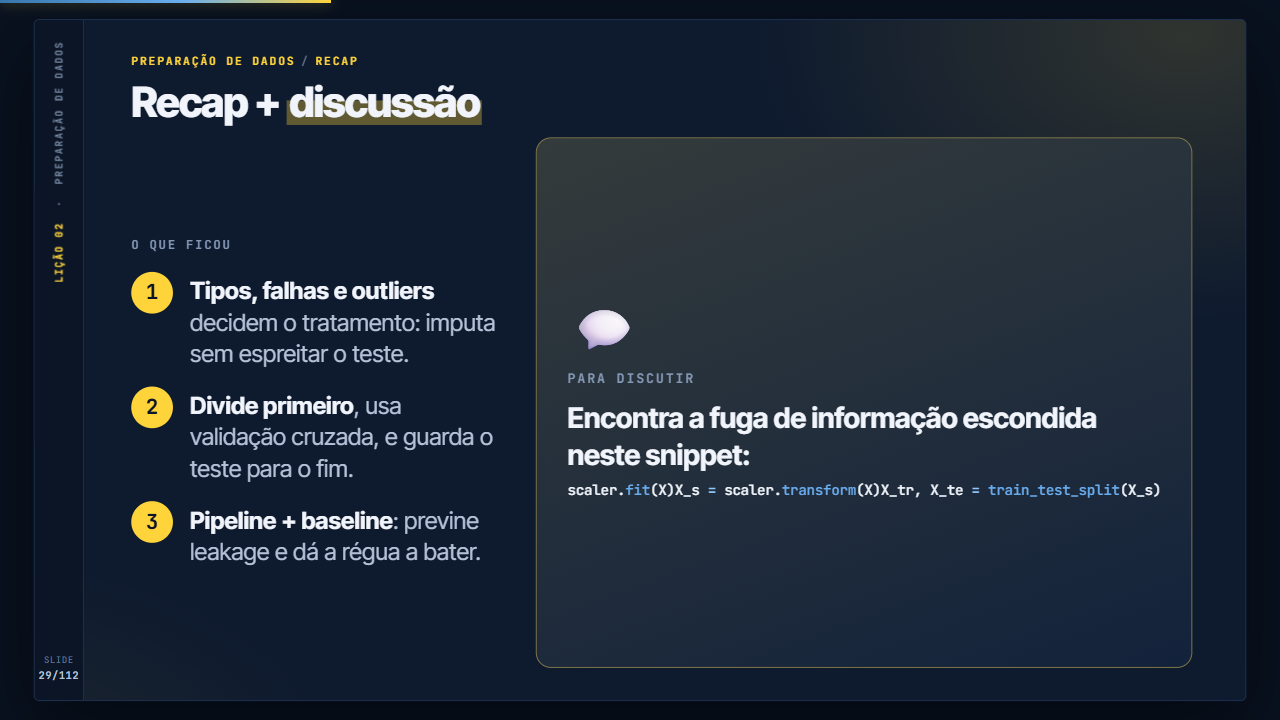 LIÇÃO 02 · PREPARAÇÃO DE DADOS
PREPARAÇÃO DE DADOS / RECAP
Recap + discussão
O QUE FICOU
1
Tipos, falhas e outliers
decidem o tratamento: imputa
sem espreitar o teste.
2
Divide primeiro, usa
validação cruzada, e guarda o
teste para o fim.
3
Pipeline + baseline: previne
leakage e dá a régua a bater.
PARA DISCUTIR
Encontra a fuga de informação escondida
neste snippet:
scaler.fit(X)X_s = scaler.transform(X)X_tr, X_te = train_test_split(X_s)
SLIDE
29/112